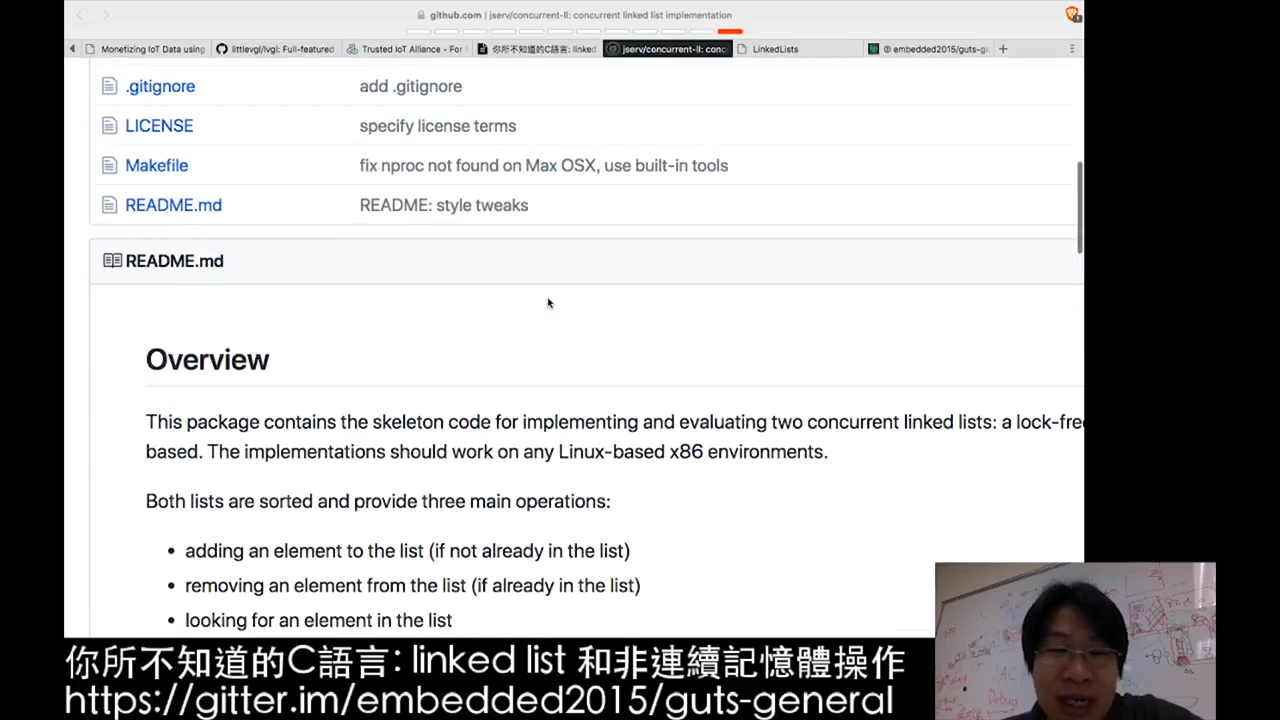 github.com | jserv/concurrent-ll: concurrent linked list implementation
Monetizing IoT Data using
littlevgl/lvgl: Full-featured
Trusted IoT Alliance - For
你所不知道的C語言: linked
jserv/concurrent-ll: conc
LinkedLists
embedded2015/guts-ge
.gitignore
add .gitignore
LICENSE
specify license terms
Makefile
fix nproc not found on Max OSX, use built-in tools
README.md
README: style tweaks
README.md
Overview
This package contains the skeleton code for implementing and evaluating two concurrent linked lists: a lock-fre
based. The implementations should work on any Linux-based x86 environments.
Both lists are sorted and provide three main operations:
• adding an element to the list (if not already in the list)
• removing an element from the list (if already in the list)
• looking for an element in the list
Debug
你所不知道的C語言: linked list 和非連續記憶體操作
https://gitter.im/embedded2015/guts-general